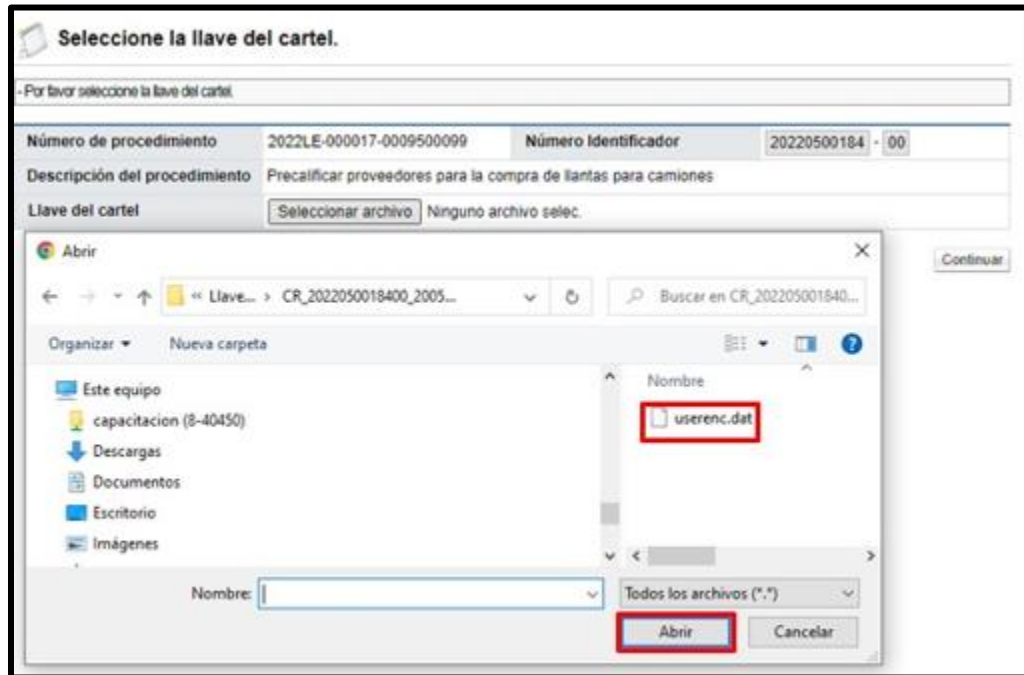 Seleccione la llave del cartel.
- Por favor seleccione la llave del cartel.
Número de procedimiento 2022LE-000017-0009500099 Número Identificador 20220500184 - 00
Descripción del procedimiento Precalificar proveedores para la compra de llantas para camiones
Llave del cartel Seleccionar archivo Ninguno archivo selec.
Continuar
Abrir
« Llave... > CR_2022050018400_2005... Buscar en CR_202205001840...
Organizar Nueva carpeta
Este equipo
capacitacion (8-40450)
Descargas
Documentos
Escritorio
Imágenes
Nombre
userenc.dat
Nombre: Todos los archivos (*.*)
Abrir Cancelar